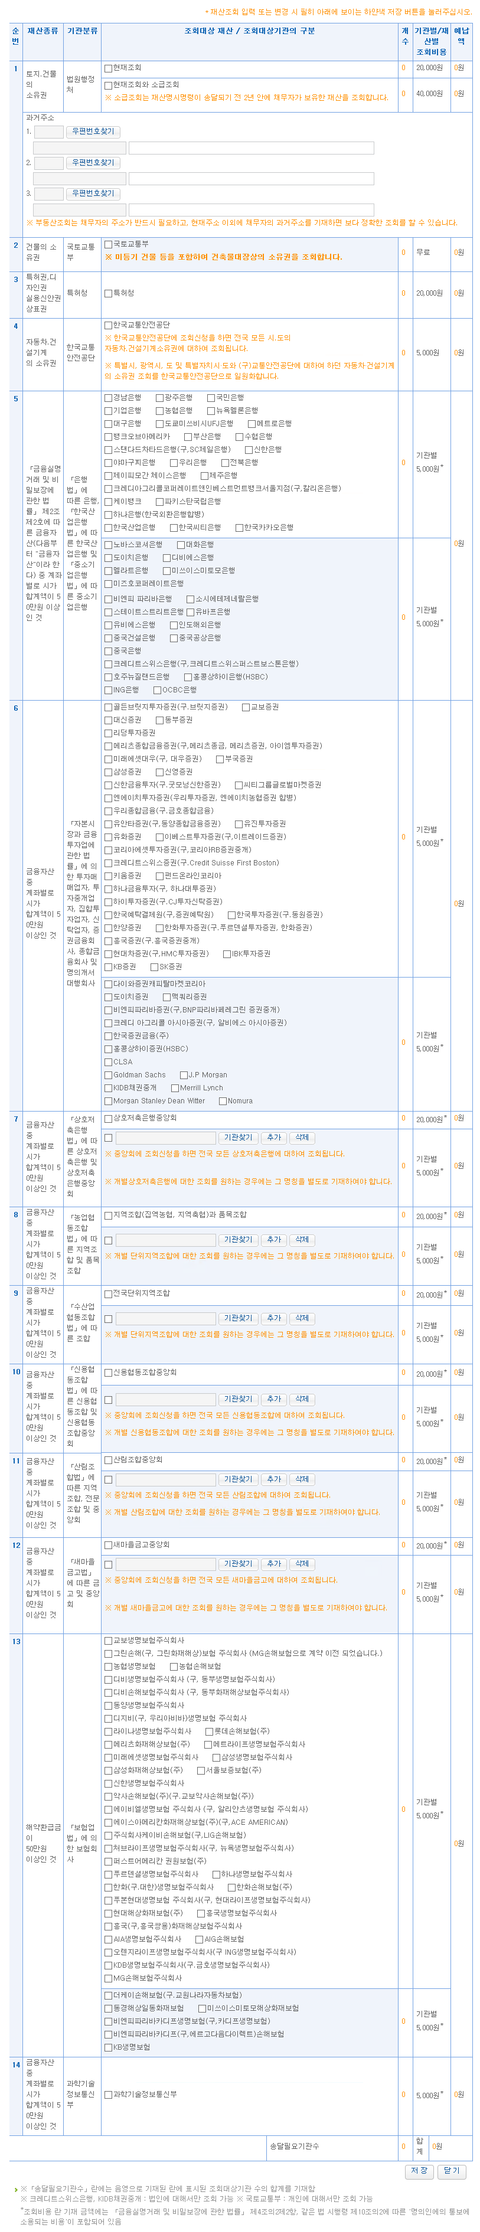 * 재산조회 입력 또는 변경 시 필히 아래에 보이는 하얀색 저장 버튼을 눌러주십시오.
순번 재산종류 기관분류 조회대상 재산 / 조회대상기관의 구분 개수 기관별/재산별 조회비용 예납액
1 토지,건물의 소유권 법원행정처
현재조회 0 20,000원 0원
현재조회와 소급조회 0 40,000원 0원
※ 소급조회는 재산명시명령이 송달되기 전 2년 안에 채무자가 보유한 재산을 조회합니다.
과거주소
1. 우편번호찾기
2. 우편번호찾기
3. 우편번호찾기
※ 부동산조회는 채무자의 주소가 반드시 필요하고, 현재주소 이외에 채무자의 과거주소를 기재하면 보다 정확한 조회를 할 수 있습니다.
2 건물의 소유권 국토교통부
국토교통부 0 무료 0원
※ 미등기 건물 등을 포함하여 건축물대장상의 소유권을 조회합니다.
3 특허권,디자인권 실용신안권 상표권 특허청
특허청 0 20,000원 0원
4 자동차,건설기계의 소유권 한국교통안전공단
한국교통안전공단 0 5,000원 0원
※ 한국교통안전공단에 조회신청을 하면 전국 모든 시,도의
자동차,건설기계소유권에 대하여 조회됩니다.
※ 특별시, 광역시, 도 및 특별자치시 도와 (구)교통안전공단에 대하여 하던 자동차 건설기계
의 소유권 조회를 한국교통안전공단으로 일원화합니다.
5 「금융실명거래 및 비밀보장에 관한 법률」 제2조 제2호에 따른 금융자산(다음부터 '금융자산'이라 한다) 중 계좌별로 시가 합계액이 50만원 이상인 것
「은행법」에 따른 은행, 「한국산업은행법」에 따른 한국산업은행 및 「중소기업은행법」에 따른 중소기업은행
경남은행 광주은행 국민은행
기업은행 농협은행 뉴욕멜론은행
대구은행 도쿄미쓰비시UFJ은행 메트로은행
뱅크오브아메리카 부산은행 수협은행
스탠다드차타드은행(구,SC제일은행) 신한은행
야마구찌은행 우리은행 전북은행
제이피모간 체이스은행 제주은행
크레디아그리콜코퍼레이트앤인베스트먼트뱅크서울지점(구,칼리온은행)
케이뱅크 파키스탄국립은행
하나은행(한국외환은행합병)
한국산업은행 한국씨티은행 한국카카오은행
0 기관별 5,000원* 0원
노바스코셔은행 대화은행
도이치은행 디비에스은행
멜라트은행 미쓰이스미토모은행
미즈호코퍼레이트은행
비엔피 파리바은행 소시에테제네랄은행
스테이트스트리트은행 유바프은행
유비에스은행 인도해외은행
중국건설은행 중국공상은행
중국은행
크레디트스위스은행(구,크레디트스위스퍼스트보스톤은행)
호주뉴질랜드은행 홍콩상하이은행(HSBC)
ING은행 OCBC은행
0 기관별 5,000원*
6 금융자산 중 계좌별로 시가 합계액이 50만원 이상인 것
「자본시장과 금융투자업에 관한 법률」에 의한 투자매매업자, 투자중개업자, 집합투자업자, 신탁업자, 증권금융회사, 종합금융회사 및 명의개서대행회사
골든브릿지투자증권(구.브릿지증권) 교보증권
대신증권 동부증권
리딩투자증권
메리츠종합금융증권(구,메리츠종금, 메리츠증권, 아이엠투자증권)
미래에셋대우(구, 대우증권) 부국증권
삼성증권 신영증권
신한금융투자(구.굿모닝신한증권) 씨티그룹글로벌마켓증권
엔에이치투자증권(우리투자증권, 엔에이치농협증권 합병)
우리종합금융(구.금호종합금융)
유안타증권(구,동양종합금융증권) 유진투자증권
유화증권 이베스트투자증권(구,이트레이드증권)
코리아에셋투자증권(구,코리아RB증권중개)
크레디트스위스증권(구.Credit Suisse First Boston)
키움증권 펀드온라인코리아
하나금융투자(구, 하나대투증권)
하이투자증권(구,CJ투자신탁증권)
한국예탁결제원(구,증권예탁원) 한국투자증권(구,동원증권)
한양증권 한화투자증권(구,푸르덴셜투자증권, 한화증권)
흥국증권(구,흥국증권중개)
현대차증권(구,HMC투자증권) IBK투자증권
KB증권 SK증권
0 기관별 5,000원* 0원
다이와증권캐피탈마켓코리아
도이치증권 맥쿼리증권
비엔피파리바증권(구,BNP파리바페레그린 증권중개)
크레디 아그리콜 아시아증권(구, 알비에스 아시아증권)
한국증권금융(주)
홍콩상하이증권(HSBC)
CLSA
Goldman Sachs J.P Morgan
KIDB채권중개 Merrill Lynch
Morgan Stanley Dean Witter Nomura
0 기관별 5,000원*
7 금융자산 중 계좌별로 시가 합계액이 50만원 이상인 것
「상호저축은행법」에 따른 상호저축은행 및 상호저축은행중앙회
상호저축은행중앙회 0 20,000원* 0원
기관찾기 추가 삭제 0 기관별 5,000원*
※ 중앙회에 조회신청을 하면 전국 모든 상호저축은행에 대하여 조회됩니다.
※ 개별상호저축은행에 대한 조회를 원하는 경우에는 그 명칭을 별도로 기재하여야 합니다.
8 금융자산 중 계좌별로 시가 합계액이 50만원 이상인 것
「농업협동조합법」에 따른 지역조합 및 품목조합
지역조합(집역농협, 지역축협)과 품목조합 0 20,000원* 0원
기관찾기 추가 삭제 0 기관별 5,000원*
※ 개별 단위지역조합에 대한 조회를 원하는 경우에는 그 명칭을 별도로 기재하여야 합니다.
9 금융자산 중 계좌별로 시가 합계액이 50만원 이상인 것
「수산업협동조합법」에 따른 조합
전국단위지역조합 0 20,000원* 0원
기관찾기 추가 삭제 0 기관별 5,000원*
※ 개별 단위지역조합에 대한 조회를 원하는 경우에는 그 명칭을 별도로 기재하여야 합니다.
10 금융자산 중 계좌별로 시가 합계액이 50만원 이상인 것
「신용협동조합법」에 따른 신용협동조합 및 신용협동조합중앙회
신용협동조합중앙회 0 20,000원* 0원
기관찾기 추가 삭제 0 기관별 5,000원*
※ 중앙회에 조회신청을 하면 전국 모든 신용협동조합에 대하여 조회됩니다.
※ 개별 신용협동조합에 대한 조회를 원하는 경우에는 그 명칭을 별도로 기재하여야 합니다.
11 금융자산 중 계좌별로 시가 합계액이 50만원 이상인 것
「산림조합법」에 따른 지역조합, 전문조합 및 중앙회
산림조합중앙회 0 20,000원* 0원
기관찾기 추가 삭제 0 기관별 5,000원*
※ 중앙회에 조회신청을 하면 전국 모든 산림조합에 대하여 조회됩니다.
※ 개별 산림조합에 대한 조회를 원하는 경우에는 그 명칭을 별도로 기재하여야 합니다.
12 금융자산 중 계좌별로 시가 합계액이 50만원 이상인 것
「새마을금고법」에 따른 금고 및 중앙회
새마을금고중앙회 0 20,000원* 0원
기관찾기 추가 삭제 0 기관별 5,000원*
※ 중앙회에 조회신청을 하면 전국 모든 새마을금고에 대하여 조회됩니다.
※ 개별 새마을금고에 대한 조회를 원하는 경우에는 그 명칭을 별도로 기재하여야 합니다.
13 해약환급금이 50만원 이상인 것
「보험업법」에 의한 보험회사
교보생명보험주식회사
그린손해(구, 그린화재해상)보험 주식회사 (MG손해보험으로 계약 이전 되었습니다.)
농협생명보험 농협손해보험
디비생명보험주식회사 (구, 동부생명보험주식회사)
디비손해보험주식회사 (구, 동부화재해상보험주식회사)
동양생명보험주식회사
디지비(구, 우리아비바)생명보험 주식회사
라이나생명보험주식회사 롯데손해보험(주)
메리츠화재해상보험(주) 메트라이프생명보험주식회사
미래에셋생명보험주식회사 삼성생명보험주식회사
삼성화재해상보험(주) 서울보증보험(주)
신한생명보험주식회사
악사손해보험(주)(구.교보악사손해보험(주))
에이비엘생명보험 주식회사 (구, 알리안츠생명보험 주식회사)
에이스아메리칸화재해상보험(주)(구,ACE AMERICAN)
주식회사케이비손해보험(구,LIG손해보험)
처브라이프생명보험주식회사(구, 뉴욕생명보험주식회사)
퍼스트어메리칸 권원보험(주)
푸르덴셜생명보험주식회사 하나생명보험주식회사
한화(구,대한)생명보험주식회사 한화손해보험(주)
푸본현대생명보험 주식회사(구, 현대라이프생명보험주식회사)
현대해상화재보험(주) 흥국생명보험주식회사
흥국(구,흥국쌍용)화재해상보험주식회사
AIA생명보험주식회사 AIG손해보험
오렌지라이프생명보험주식회사(구 ING생명보험주식회사)
KDB생명보험주식회사(구,금호생명보험주식회사)
MG손해보험주식회사
0 기관별 5,000원* 0원
더케이손해보험(구.교원나라자동차보험)
동경해상일동화재보험 미쓰이스미토모해상화재보험
비엔피파리바카디프생명보험(구,카디프생명보험)
비엔피파리바카디프(구,에르고다음다이렉트)손해보험
KB생명보험
0 기관별 5,000원*
14 금융자산 중 계좌별로 시가 합계액이 50만원 이상인 것
과학기술정보통신부
과학기술정보통신부 0 5,000원* 0원
송달필요기관수 0 합계 0원
저 장 닫 기
※ 「송달필요기관수」란에는 음영으로 기재된 란에 표시된 조회대상기관 수의 합계를 기재함
※ 크레디트스위스은행, KIDB채권중개 : 법인에 대해서만 조회 가능 ※ 국토교통부 : 개인에 대해서만 조회 가능
*조회비용 란 기재 금액에는 「금융실명거래 및 비밀보장에 관한 법률」 제4조의2제2항, 같은 법 시행령 제10조의2에 따른 '명의인에의 통보에
소용되는 비용'이 포함되어 있음